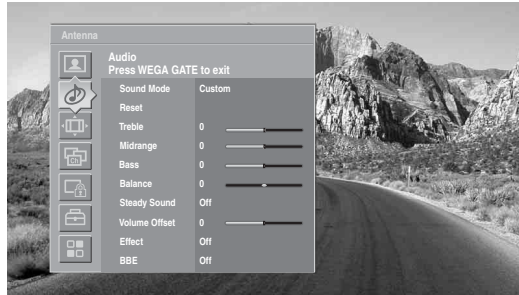 Antenna
Audio
Press WEGA GATE to exit
Sound Mode Custom
Reset
Treble 0
Midrange 0
Bass 0
Balance 0
Steady Sound Off
Volume Offset 0
Effect Off
BBE Off
Ch